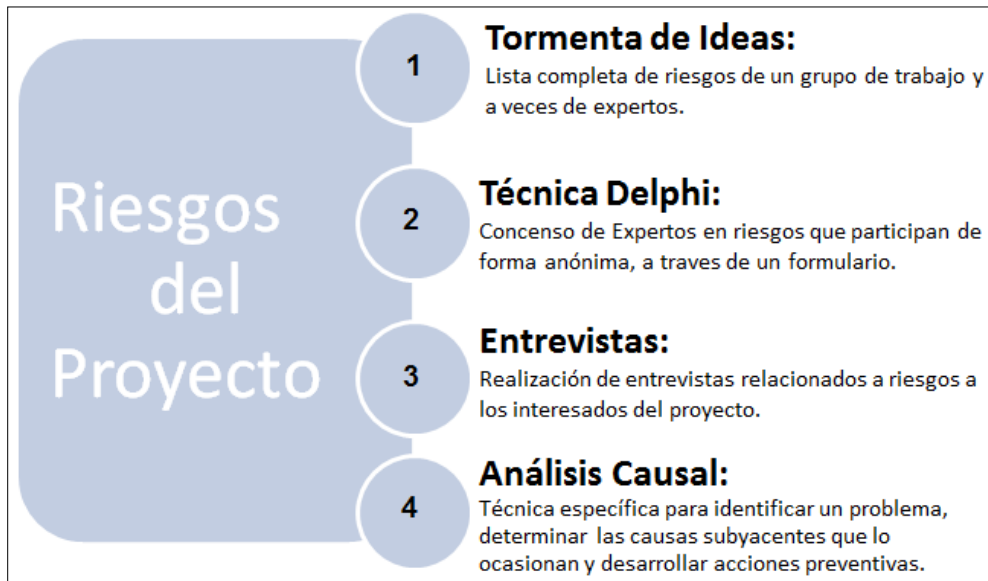 Riesgos
del
Proyecto
1
Tormenta de Ideas:
Lista completa de riesgos de un grupo de trabajo y
a veces de expertos.
2
Técnica Delphi:
Concenso de Expertos en riesgos que participan de
forma anónima, a traves de un formulario.
3
Entrevistas:
Realización de entrevistas relacionados a riesgos a
los interesados del proyecto.
4
Análisis Causal:
Técnica específica para identificar un problema,
determinar las causas subyacentes que lo
ocasionan y desarrollar acciones preventivas.